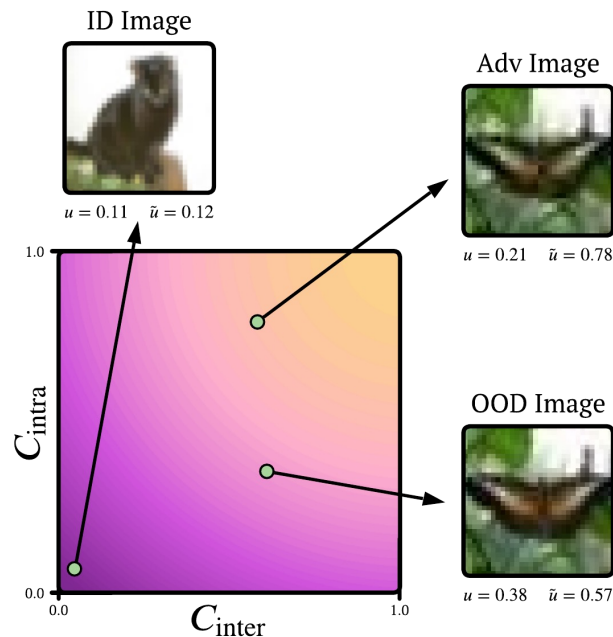 ID Image
u = 0.11 ũ = 0.12
Adv Image
u = 0.21 ũ = 0.78
OOD Image
u = 0.38 ũ = 0.57
1.0
C_intra
0.0
0.0
C_inter
1.0